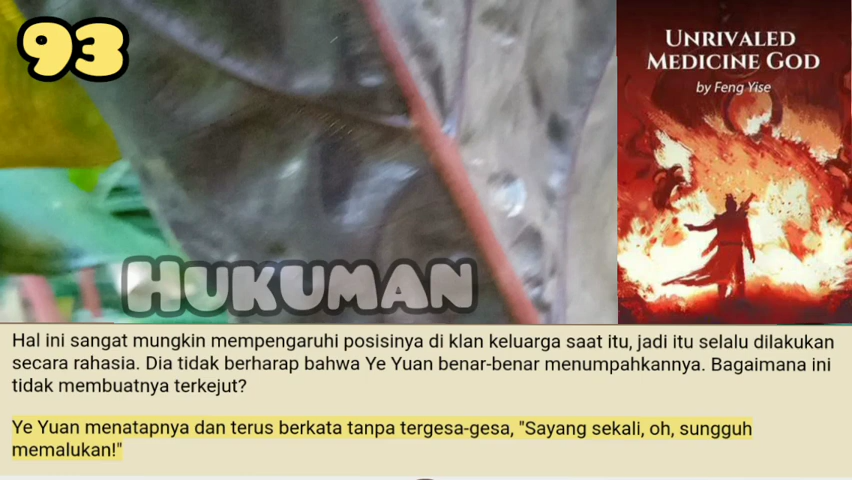 93
UNRIVALED
MEDICINE GOD
by Feng Yise
HUKUMAN
Hal ini sangat mungkin mempengaruhi posisinya di klan keluarga saat itu, jadi itu selalu dilakukan
secara rahasia. Dia tidak berharap bahwa Ye Yuan benar-benar menumpahkannya. Bagaimana ini
tidak membuatnya terkejut?
Ye Yuan menatapnya dan terus berkata tanpa tergesa-gesa, "Sayang sekali, oh, sungguh
memalukan!"